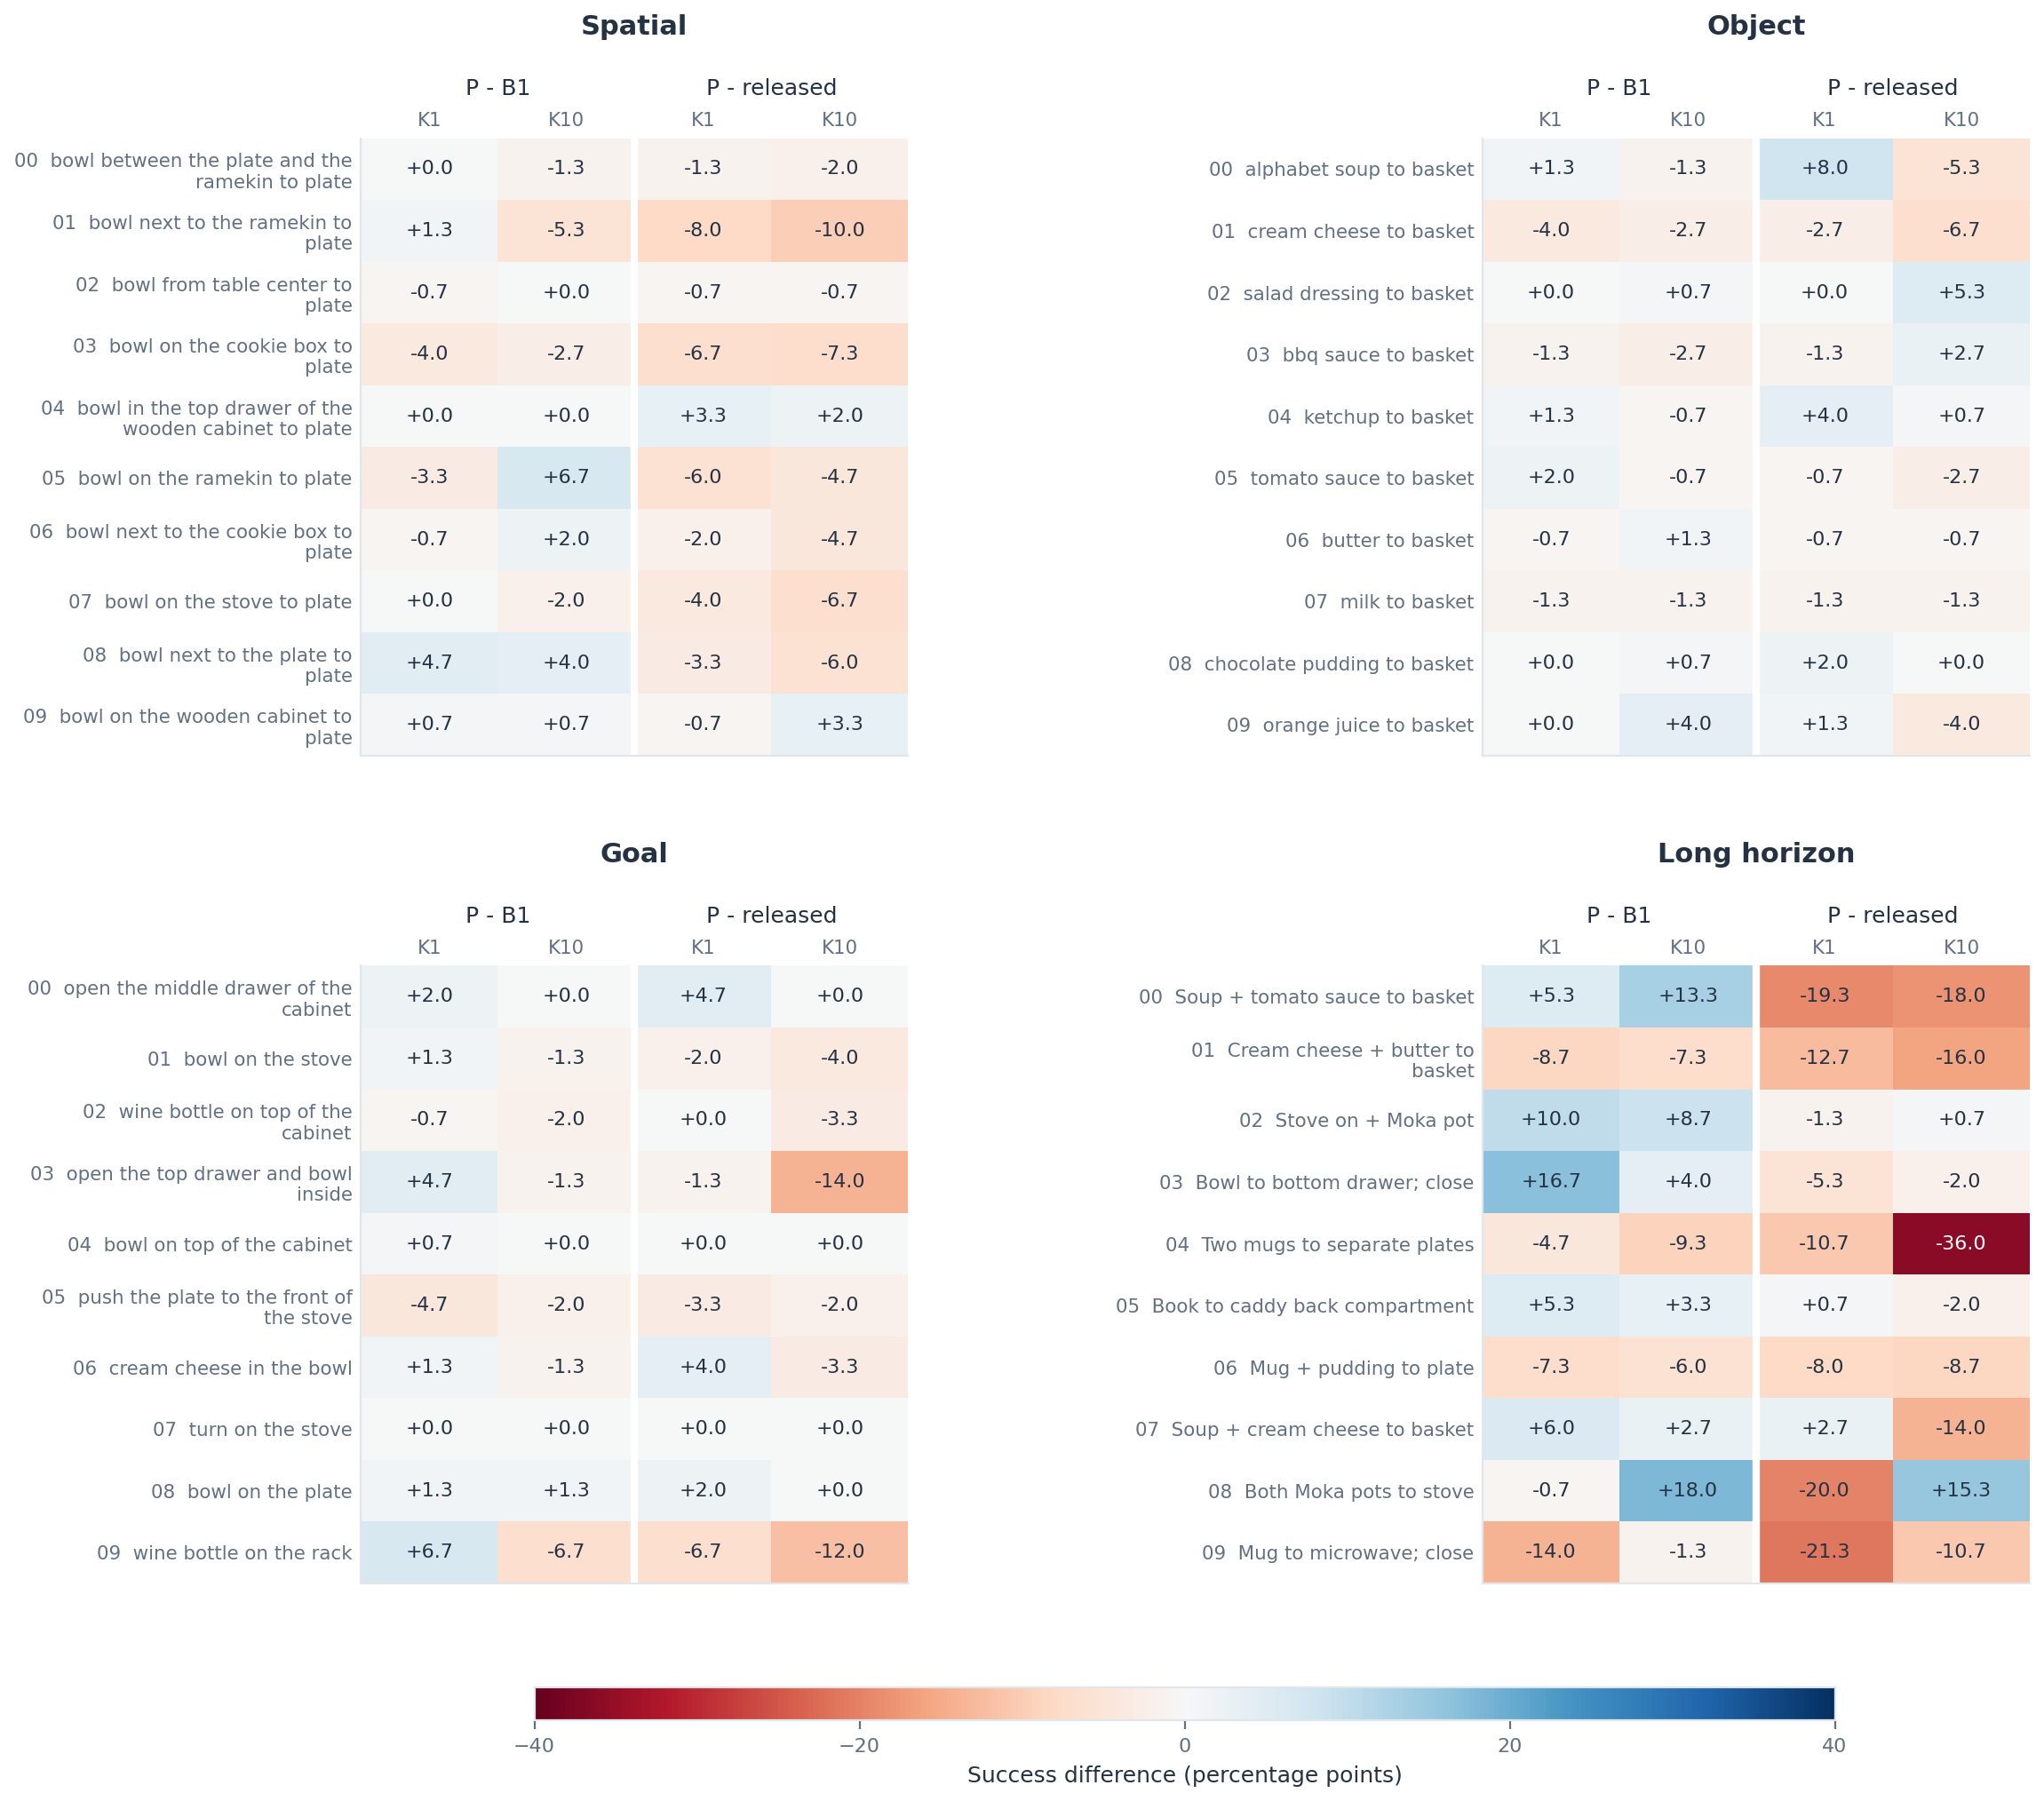 Spatial
P - B1 P - released
K1 K10 K1 K10
00 bowl between the plate and the
ramekin to plate
+0.0 -1.3 -1.3 -2.0
01 bowl next to the ramekin to
plate
+1.3 -5.3 -8.0 -10.0
02 bowl from table center to
plate
-0.7 +0.0 -0.7 -0.7
03 bowl on the cookie box to
plate
-4.0 -2.7 -6.7 -7.3
04 bowl in the top drawer of the
wooden cabinet to plate
+0.0 +0.0 +3.3 +2.0
05 bowl on the ramekin to plate
-3.3 +6.7 -6.0 -4.7
06 bowl next to the cookie box to
plate
-0.7 +2.0 -2.0 -4.7
07 bowl on the stove to plate
+0.0 -2.0 -4.0 -6.7
08 bowl next to the plate to
plate
+4.7 +4.0 -3.3 -6.0
09 bowl on the wooden cabinet to
plate
+0.7 +0.7 -0.7 +3.3
Object
P - B1 P - released
K1 K10 K1 K10
00 alphabet soup to basket
+1.3 -1.3 +8.0 -5.3
01 cream cheese to basket
-4.0 -2.7 -2.7 -6.7
02 salad dressing to basket
+0.0 +0.7 +0.0 +5.3
03 bbq sauce to basket
-1.3 -2.7 -1.3 +2.7
04 ketchup to basket
+1.3 -0.7 +4.0 +0.7
05 tomato sauce to basket
+2.0 -0.7 -0.7 -2.7
06 butter to basket
-0.7 +1.3 -0.7 -0.7
07 milk to basket
-1.3 -1.3 -1.3 -1.3
08 chocolate pudding to basket
+0.0 +0.7 +2.0 +0.0
09 orange juice to basket
+0.0 +4.0 +1.3 -4.0
Goal
P - B1 P - released
K1 K10 K1 K10
00 open the middle drawer of the
cabinet
+2.0 +0.0 +4.7 +0.0
01 bowl on the stove
+1.3 -1.3 -2.0 -4.0
02 wine bottle on top of the
cabinet
-0.7 -2.0 +0.0 -3.3
03 open the top drawer and bowl
inside
+4.7 -1.3 -1.3 -14.0
04 bowl on top of the cabinet
+0.7 +0.0 +0.0 +0.0
05 push the plate to the front of
the stove
-4.7 -2.0 -3.3 -2.0
06 cream cheese in the bowl
+1.3 -1.3 +4.0 -3.3
07 turn on the stove
+0.0 +0.0 +0.0 +0.0
08 bowl on the plate
+1.3 +1.3 +2.0 +0.0
09 wine bottle on the rack
+6.7 -6.7 -6.7 -12.0
Long horizon
P - B1 P - released
K1 K10 K1 K10
00 Soup + tomato sauce to basket
+5.3 +13.3 -19.3 -18.0
01 Cream cheese + butter to
basket
-8.7 -7.3 -12.7 -16.0
02 Stove on + Moka pot
+10.0 +8.7 -1.3 +0.7
03 Bowl to bottom drawer; close
+16.7 +4.0 -5.3 -2.0
04 Two mugs to separate plates
-4.7 -9.3 -10.7 -36.0
05 Book to caddy back compartment
+5.3 +3.3 +0.7 -2.0
06 Mug + pudding to plate
-7.3 -6.0 -8.0 -8.7
07 Soup + cream cheese to basket
+6.0 +2.7 +2.7 -14.0
08 Both Moka pots to stove
-0.7 +18.0 -20.0 +15.3
09 Mug to microwave; close
-14.0 -1.3 -21.3 -10.7
−40 −20 0 20 40
Success difference (percentage points)